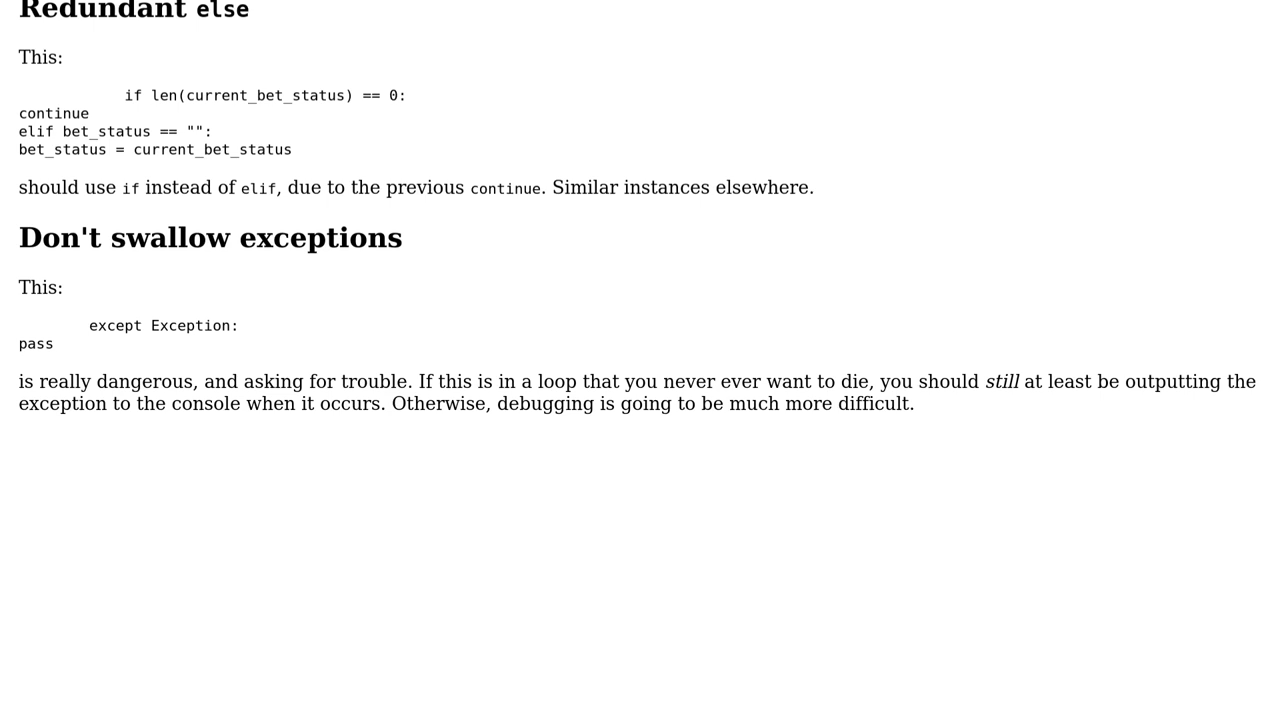 Redundant else
This:
            if len(current_bet_status) == 0:
continue
elif bet_status == "":
bet_status = current_bet_status
should use if instead of elif, due to the previous continue. Similar instances elsewhere.
Don't swallow exceptions
This:
        except Exception:
pass
is really dangerous, and asking for trouble. If this is in a loop that you never ever want to die, you should still at least be outputting the
exception to the console when it occurs. Otherwise, debugging is going to be much more difficult.